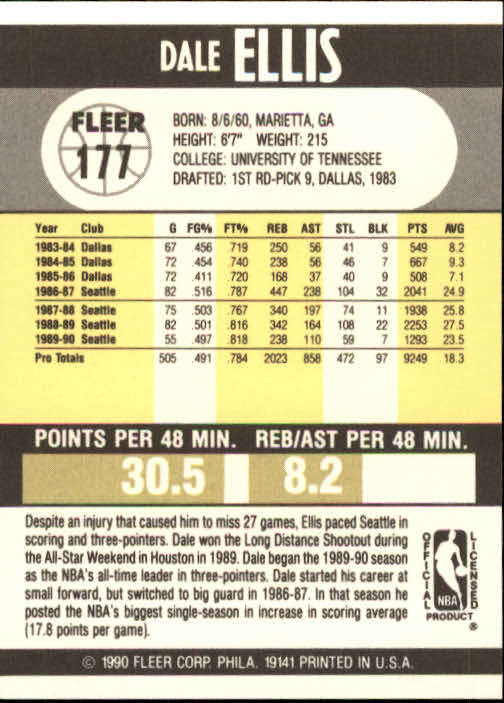 DALE ELLIS
FLEER
177
BORN: 8/6/60, MARIETTA, GA
HEIGHT: 6'7" WEIGHT: 215
COLLEGE: UNIVERSITY OF TENNESSEE
DRAFTED: 1ST RD-PICK 9, DALLAS, 1983
Year Club G FG% FT% REB AST STL BLK PTS AVG
1983-84 Dallas 67 .456 .719 250 56 41 9 549 8.2
1984-85 Dallas 72 .454 .740 238 56 46 7 667 9.3
1985-86 Dallas 72 .411 .720 168 37 40 9 508 7.1
1986-87 Seattle 82 .516 .787 447 238 104 32 2041 24.9
1987-88 Seattle 75 .503 .767 340 197 74 11 1938 25.8
1988-89 Seattle 82 .501 .816 342 164 108 22 2253 27.5
1989-90 Seattle 55 .497 .818 238 110 59 7 1293 23.5
Pro Totals 505 .491 .784 2023 858 472 97 9249 18.3
POINTS PER 48 MIN. REB/AST PER 48 MIN.
30.5 8.2
Despite an injury that caused him to miss 27 games, Ellis paced Seattle in
scoring and three-pointers. Dale won the Long Distance Shootout during
the All-Star Weekend in Houston in 1989. Dale began the 1989-90 season
as the NBA's all-time leader in three-pointers. Dale started his career at
small forward, but switched to big guard in 1986-87. In that season he
posted the NBA's biggest single-season in increase in scoring average
(17.8 points per game).
OFFICIAL
NBA
LICENSED
PRODUCT ®
© 1990 FLEER CORP. PHILA. 19141 PRINTED IN U.S.A.